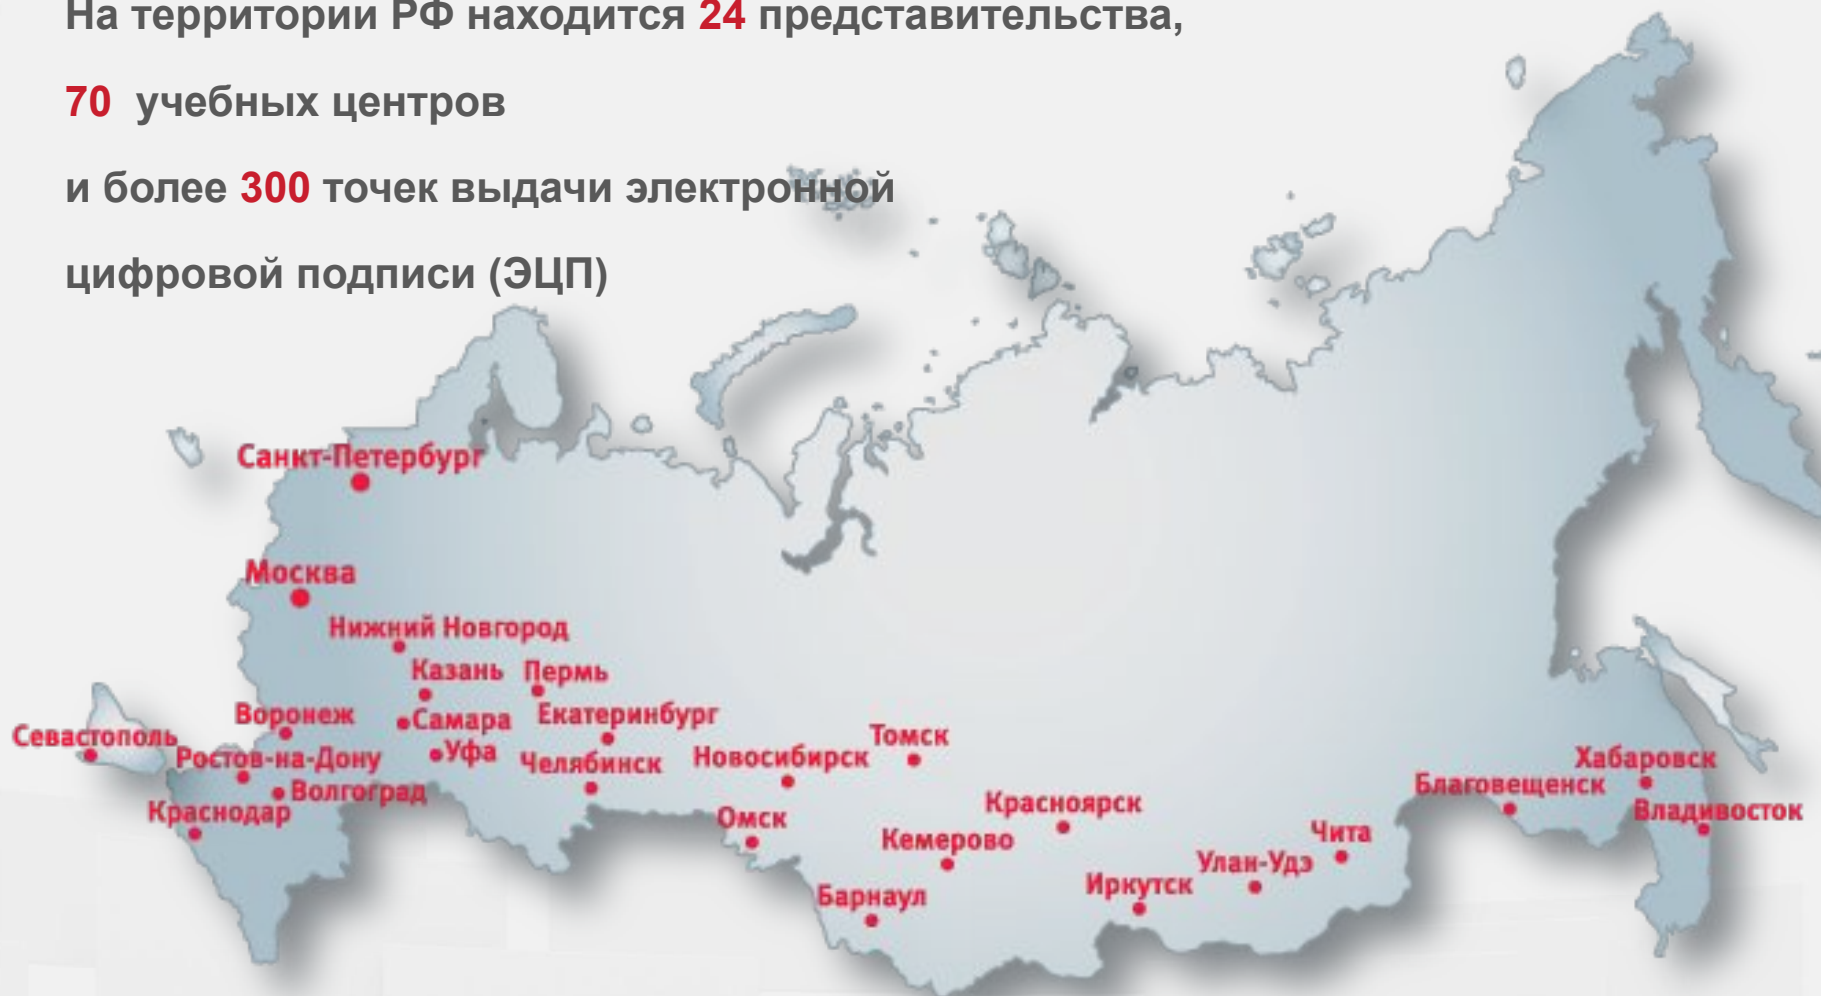 На территории РФ находится 24 представительства,
70 учебных центров
и более 300 точек выдачи электронной
цифровой подписи (ЭЦП)
Санкт-Петербург
Москва
Нижний Новгород
Казань
Пермь
Воронеж
Самара
Екатеринбург
Севастополь
Ростов-на-Дону
Уфа
Челябинск
Новосибирск
Томск
Хабаровск
Волгоград
Благовещенск
Краснодар
Омск
Красноярск
Владивосток
Кемерово
Чита
Улан-Удэ
Барнаул
Иркутск